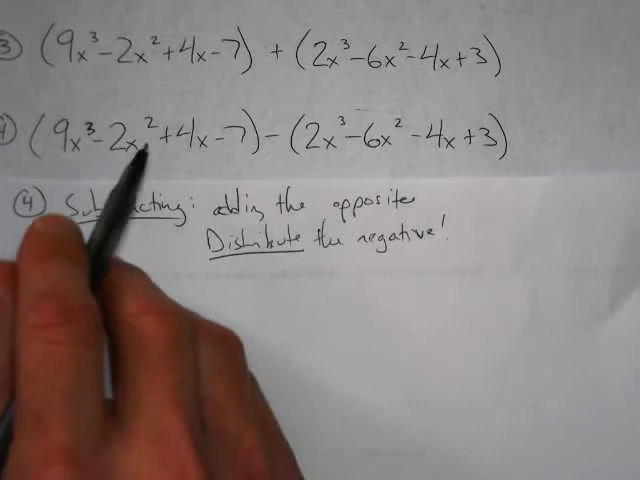 3) (9x³ - 2x² + 4x - 7) + (2x³ - 6x² - 4x + 3)
4) (9x³ - 2x² + 4x - 7) - (2x³ - 6x² - 4x + 3)
④ Subtracting: adding the opposite
Distribute the negative!